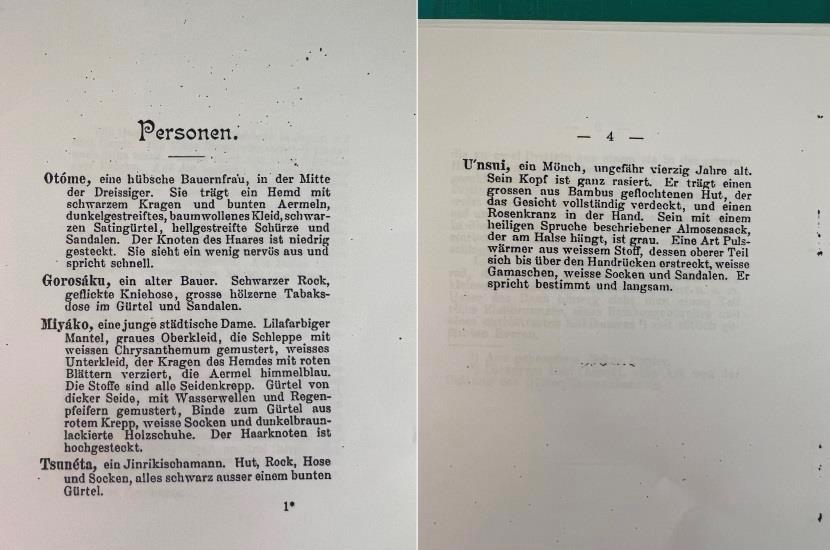 Personen.
Otóme, eine hübsche Bauernfrau, in der Mitte
der Dreissiger. Sie trägt ein Hemd mit
schwarzem Kragen und bunten Aermeln,
dunkelgestreiftes, baumwollenes Kleid, schwar-
zen Satingürtel, hellgestreifte Schürze und
Sandalen. Der Knoten des Haares ist niedrig
gesteckt. Sie sieht ein wenig nervös aus und
spricht schnell.
Gorosáku, ein alter Bauer. Schwarzer Rock,
geflickte Kniehose, grosse hölzerne Tabaks-
dose im Gürtel und Sandalen.
Miyáko, eine junge städtische Dame. Lilafarbiger
Mantel, graues Oberkleid, die Schleppe mit
weissen Chrysanthemum gemustert, weisses
Unterkleid, der Kragen des Hemdes mit roten
Blättern verziert, die Aermel himmelblau.
Die Stoffe sind alle Seidenkrepp. Gürtel von
dicker Seide, mit Wasserwellen und Regen-
pfeifern gemustert, Binde zum Gürtel aus
rotem Krepp, weisse Socken und dunkelbraun-
lackierte Holzschuhe. Der Haarknoten ist
hochgesteckt.
Tsunéta, ein Jinrikischamann. Hut, Rock, Hose
und Socken, alles schwarz ausser einem bunten
Gürtel.
1*
— 4 —
U'nsui, ein Mönch, ungefähr vierzig Jahre alt.
Sein Kopf ist ganz rasiert. Er trägt einen
grossen aus Bambus geflochtenen Hut, der
das Gesicht vollständig verdeckt, und einen
Rosenkranz in der Hand. Sein mit einem
heiligen Spruche beschriebener Almosensack,
der am Halse hängt, ist grau. Eine Art Puls-
wärmer aus weissem Stoff, dessen oberer Teil
sich bis über den Handrücken erstreckt, weisse
Gamaschen, weisse Socken und Sandalen. Er
spricht bestimmt und langsam.